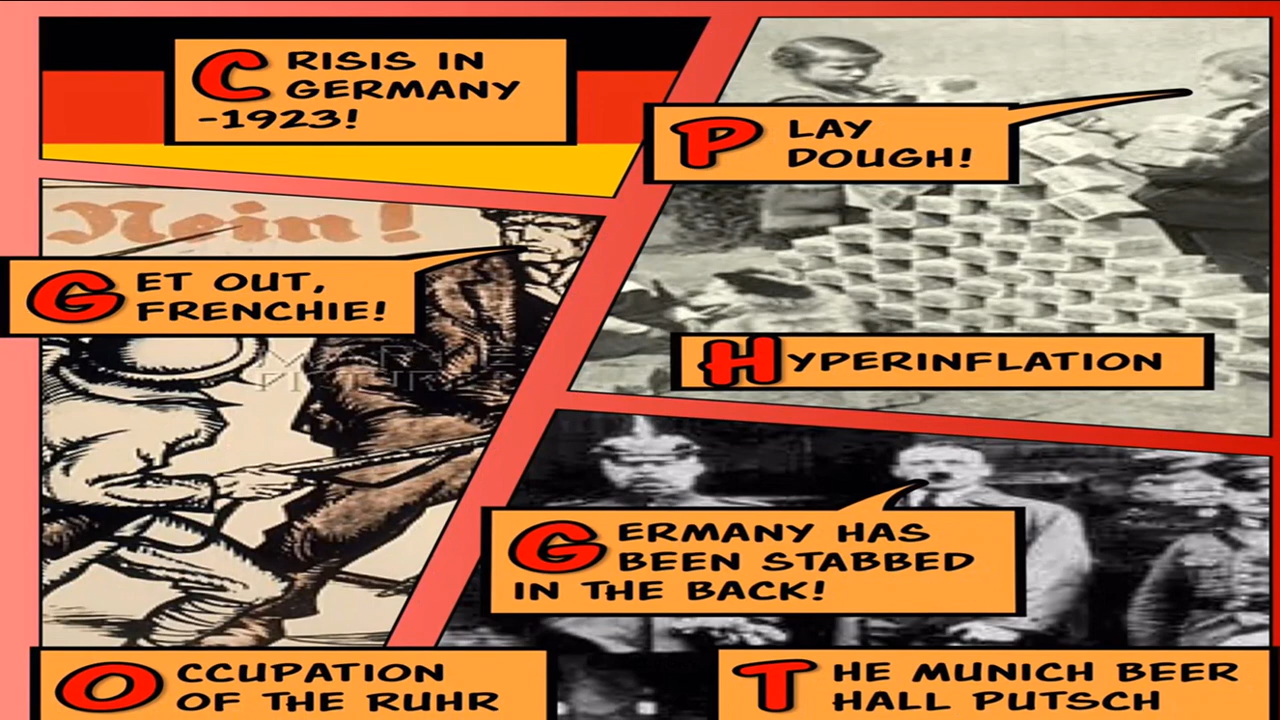 CRISIS IN
GERMANY
-1923!
PLAY
DOUGH!
Nein!
GET OUT,
FRENCHIE!
HYPERINFLATION
GERMANY HAS
BEEN STABBED
IN THE BACK!
OCCUPATION
OF THE RUHR
THE MUNICH BEER
HALL PUTSCH